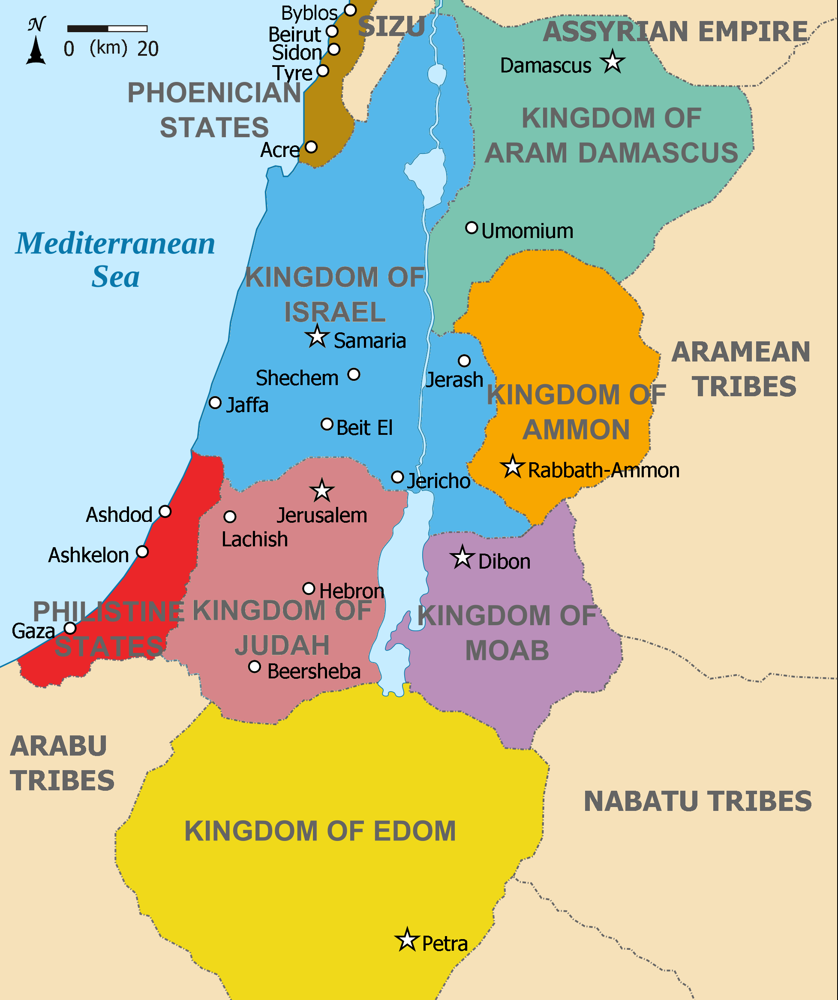 Byblos
SIZU
N
ASSYRIAN EMPIRE
Beirut
0 (km) 20
Sidon
Damascus
Tyre
PHOENICIAN
STATES
KINGDOM OF
ARAM DAMASCUS
Acre
Umomium
Mediterranean
Sea
KINGDOM OF
ISRAEL
Samaria
ARAMEAN
TRIBES
Shechem
Jerash
KINGDOM OF
AMMON
Jaffa
Beit El
Rabbath-Ammon
Jericho
Ashdod
Jerusalem
Lachish
Ashkelon
Dibon
Hebron
PHILISTINE
STATES
KINGDOM OF
JUDAH
KINGDOM OF
MOAB
Gaza
Beersheba
ARABU
TRIBES
NABATU TRIBES
KINGDOM OF EDOM
Petra